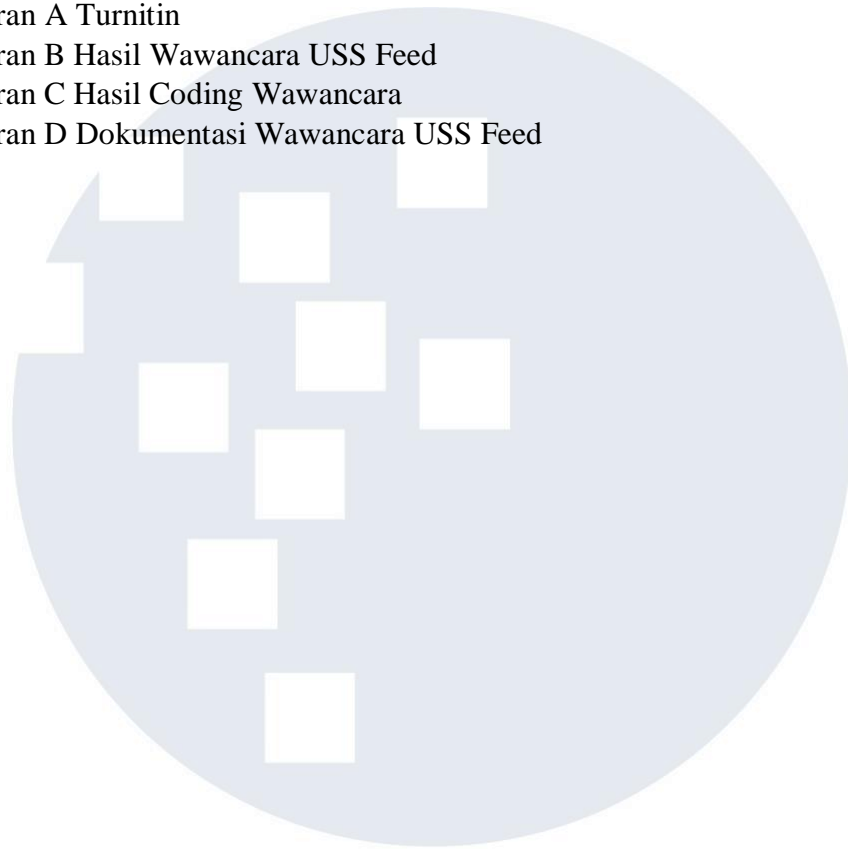 ran A Turnitin
ran B Hasil Wawancara USS Feed
ran C Hasil Coding Wawancara
ran D Dokumentasi Wawancara USS Feed